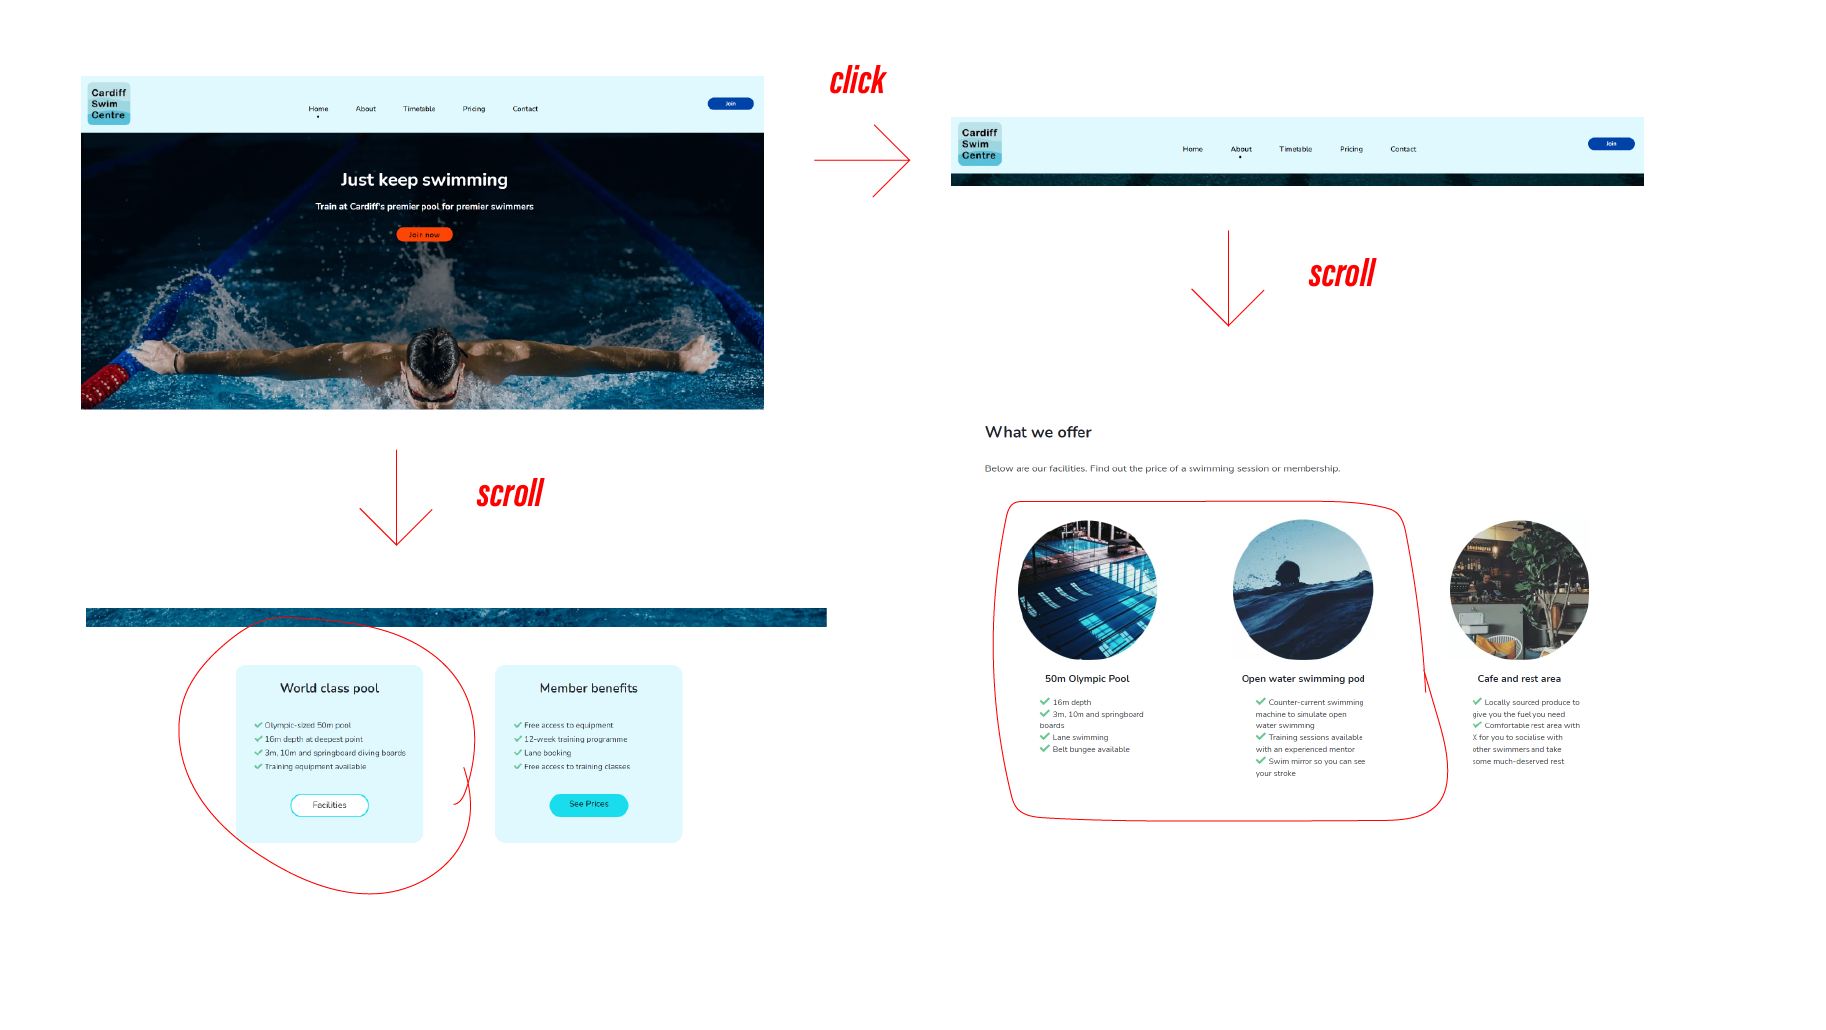 Cardiff
Swim
Centre
Home About Timetable Pricing Contact
Join
Just keep swimming
Train at Cardiff's premier pool for premier swimmers
Join now
scroll
World class pool
Olympic-sized 50m pool
16m depth at deepest point
3m, 10m and springboard diving boards
Training equipment available
Facilities
Member benefits
Free access to equipment
12-week training programme
Lane booking
Free access to training classes
See Prices
click
Cardiff
Swim
Centre
Home About Timetable Pricing Contact
Join
scroll
What we offer
Below are our facilities. Find out the price of a swimming session or membership.
50m Olympic Pool
16m depth
3m, 10m and springboard
boards
Lane swimming
Belt bungee available
Open water swimming pod
Counter-current swimming
machine to simulate open
water swimming
Training sessions available
with an experienced mentor
Swim mirror so you can see
your stroke
Cafe and rest area
Locally sourced produce to
give you the fuel you need
Comfortable rest area with
X for you to socialise with
other swimmers and take
some much-deserved rest